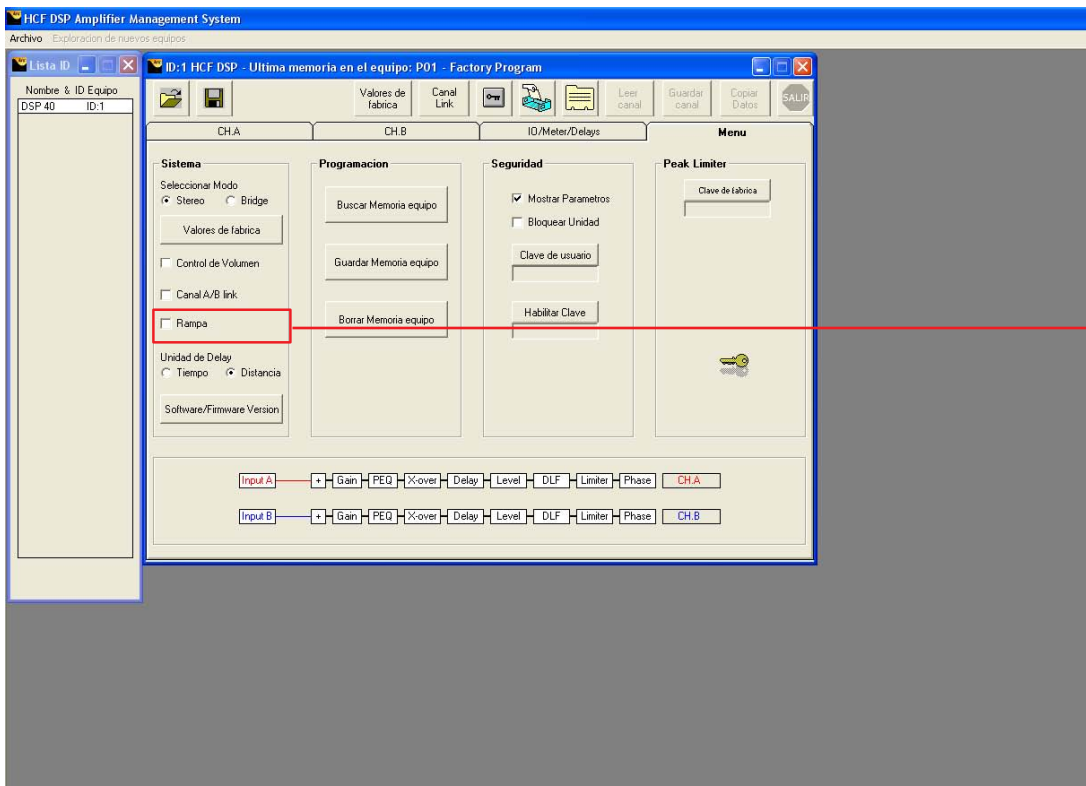 HCF DSP Amplifier Management System
Archivo Exploracion de nuevos equipos
Lista ID
Nombre & ID Equipo
DSP 40 ID:1
ID:1 HCF DSP - Ultima memoria en el equipo: P01 - Factory Program
Valores de fabrica
Canal Link
Leer canal
Guardar canal
Copiar Datos
SALIR
CH.A
CH.B
IO/Meter/Delays
Menu
Sistema
Seleccionar Modo
Stereo Bridge
Valores de fabrica
Control de Volumen
Canal A/B link
Rampa
Unidad de Delay
Tiempo Distancia
Software/Firmware Version
Programacion
Buscar Memoria equipo
Guardar Memoria equipo
Borrar Memoria equipo
Seguridad
Mostrar Parametros
Bloquear Unidad
Clave de usuario
Habilitar Clave
Peak Limiter
Clave de fabrica
Input A + Gain PEQ X-over Delay Level DLF Limiter Phase CH.A
Input B + Gain PEQ X-over Delay Level DLF Limiter Phase CH.B